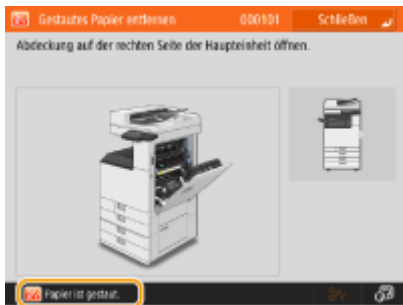 Gestautes Papier entfernen 000101 Schließen
Abdeckung auf der rechten Seite der Haupteinheit öffnen.
Papier ist gestaut.